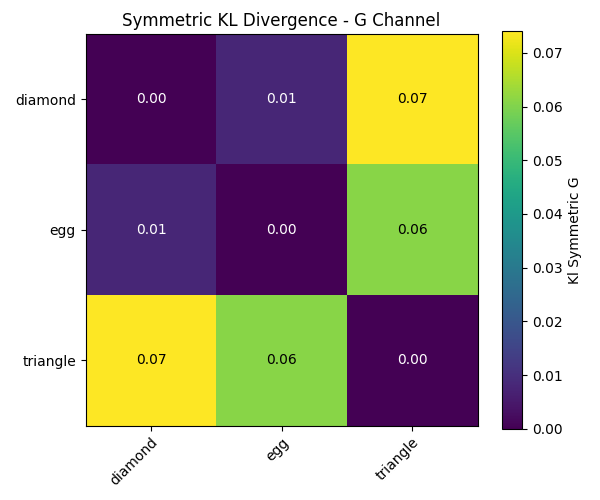 Symmetric KL Divergence - G Channel
diamond 0.00 0.01 0.07
egg 0.01 0.00 0.06
triangle 0.07 0.06 0.00
diamond egg triangle
0.07
0.06
0.05
0.04
0.03
0.02
0.01
0.00
Kl Symmetric G